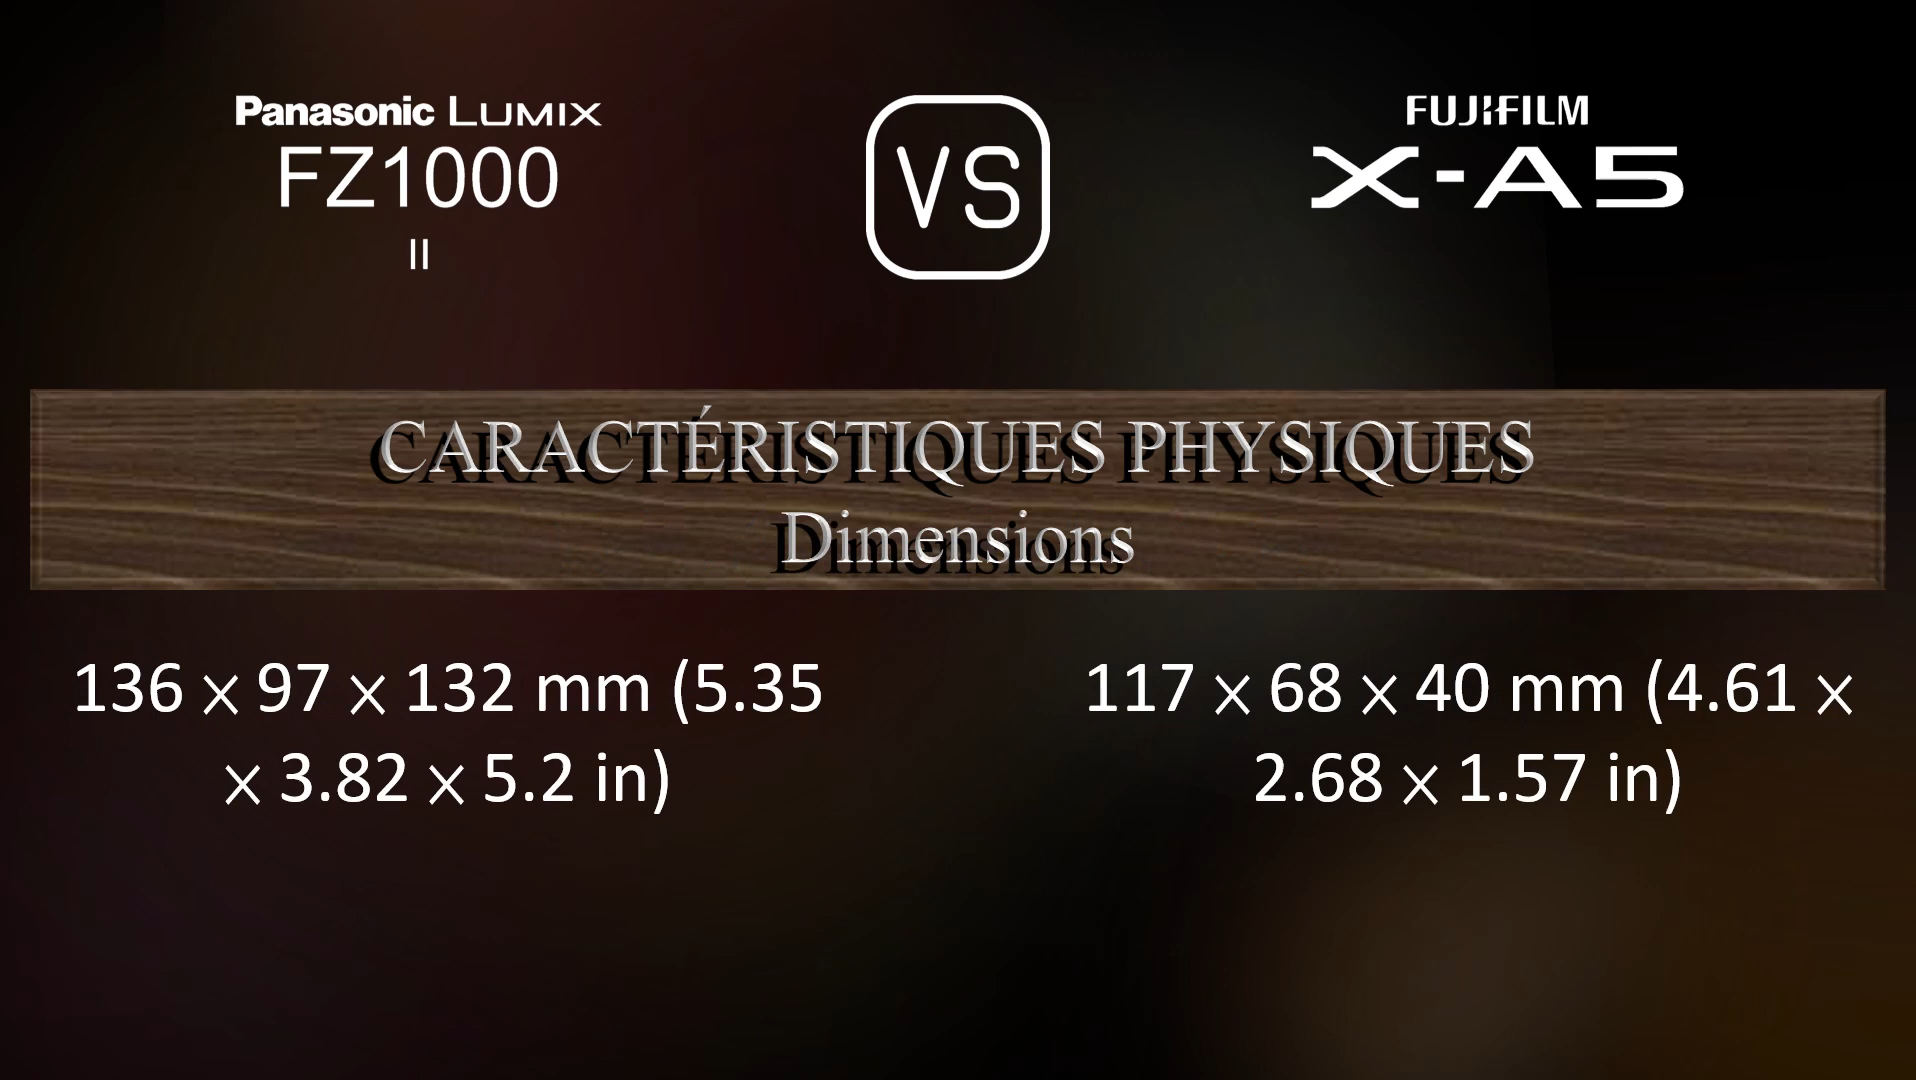 Panasonic LUMIX
FZ1000
II
VS
FUJIFILM
X-A5
CARACTÉRISTIQUES PHYSIQUES
Dimensions
136 x 97 x 132 mm (5.35
x 3.82 x 5.2 in)
117 x 68 x 40 mm (4.61 x
2.68 x 1.57 in)